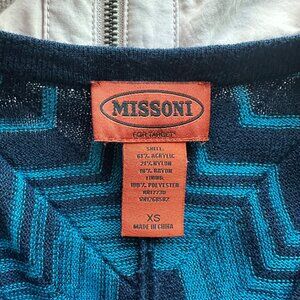 MISSONI
FOR TARGET
SHELL:
61% ACRYLIC
21% NYLON
18% RAYON
LINING:
100% POLYESTER
XS
MADE IN CHINA